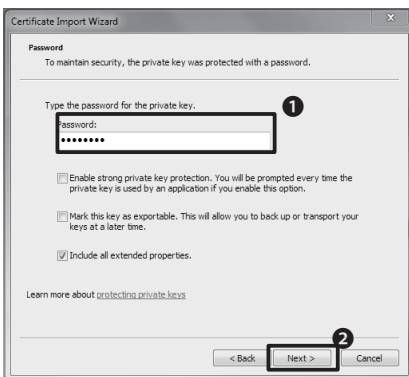 Certificate Import Wizard
Password
To maintain security, the private key was protected with a password.
Type the password for the private key.
❶
Password:
••••••••
Enable strong private key protection. You will be prompted every time the
private key is used by an application if you enable this option.
Mark this key as exportable. This will allow you to back up or transport your
keys at a later time.
Include all extended properties.
Learn more about protecting private keys
❷
< Back Next > Cancel